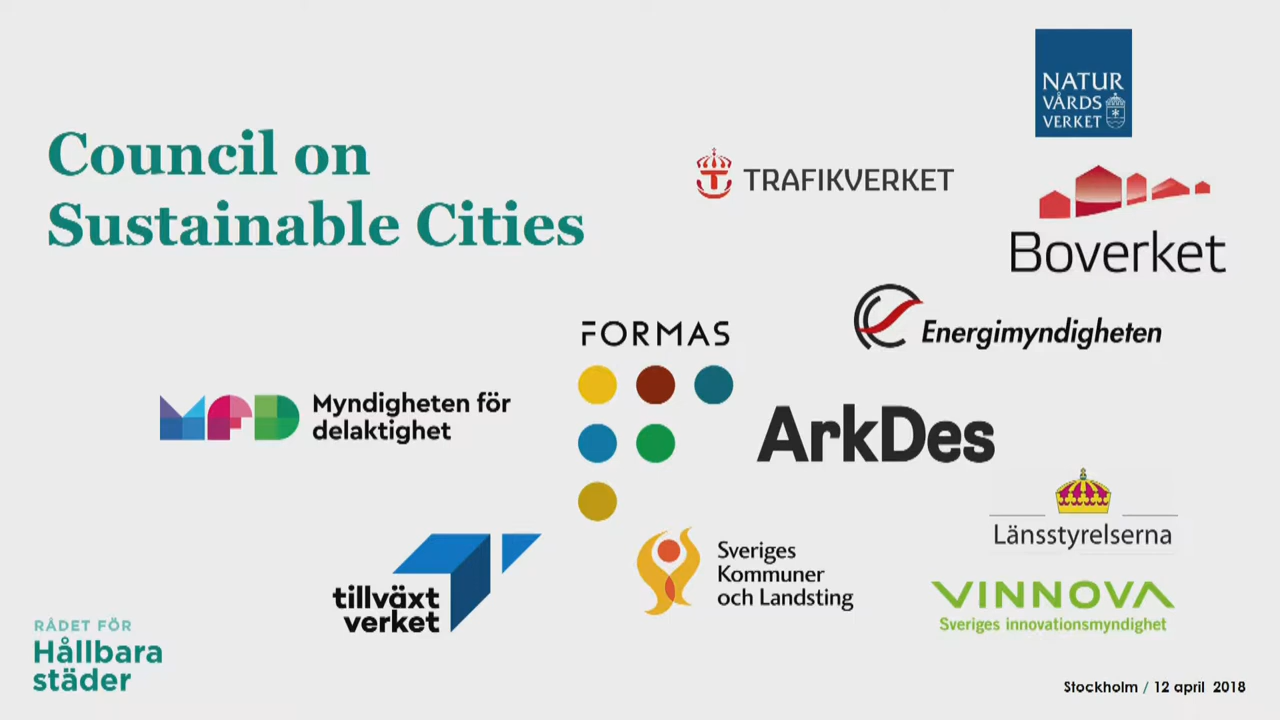 Council on
Sustainable Cities
NATUR
VÅRDS
VERKET
TRAFIKVERKET
Boverket
Energimyndigheten
FORMAS
MFD
Myndigheten för
delaktighet
ArkDes
Länsstyrelserna
tillväxt
verket
Sveriges
Kommuner
och Landsting
VINNOVA
Sveriges innovationsmyndighet
RÅDET FÖR
Hållbara
städer
Stockholm / 12 april 2018